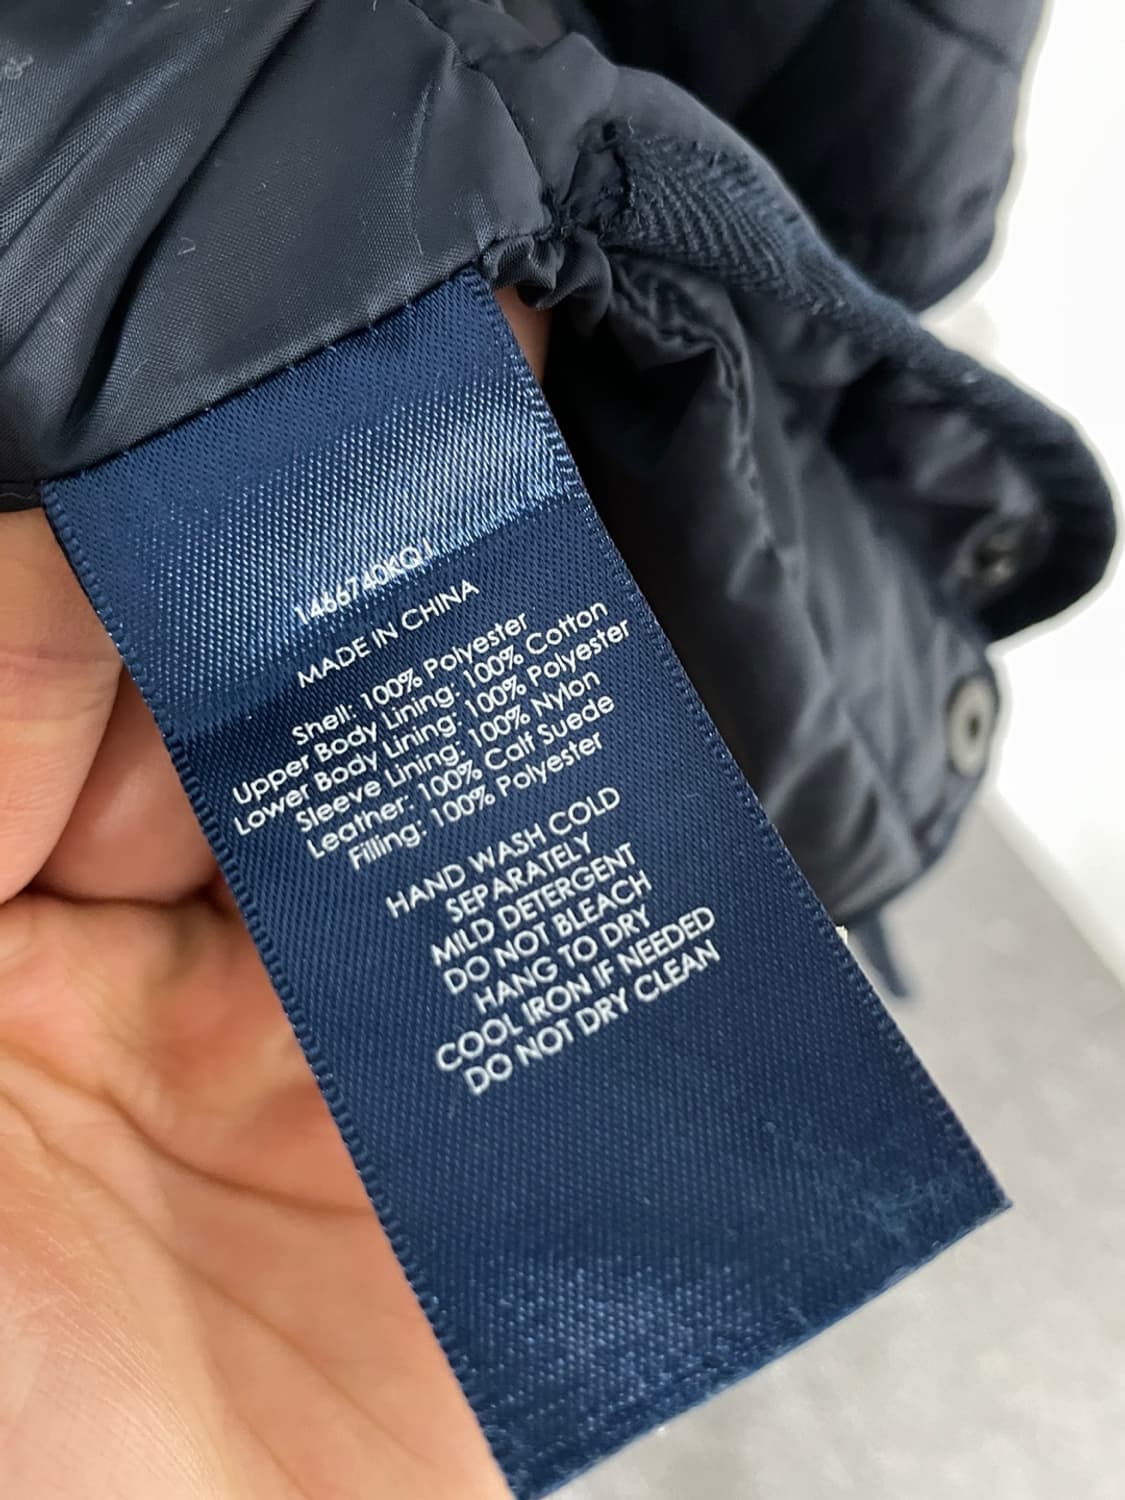 1466740KQ1
MADE IN CHINA
Shell: 100% Polyester
Upper Body Lining: 100% Cotton
Lower Body Lining: 100% Polyester
Sleeve Lining: 100% Nylon
Leather: 100% Calf Suede
Filling: 100% Polyester
HAND WASH COLD
SEPARATELY
MILD DETERGENT
DO NOT BLEACH
HANG TO DRY
COOL IRON IF NEEDED
DO NOT DRY CLEAN